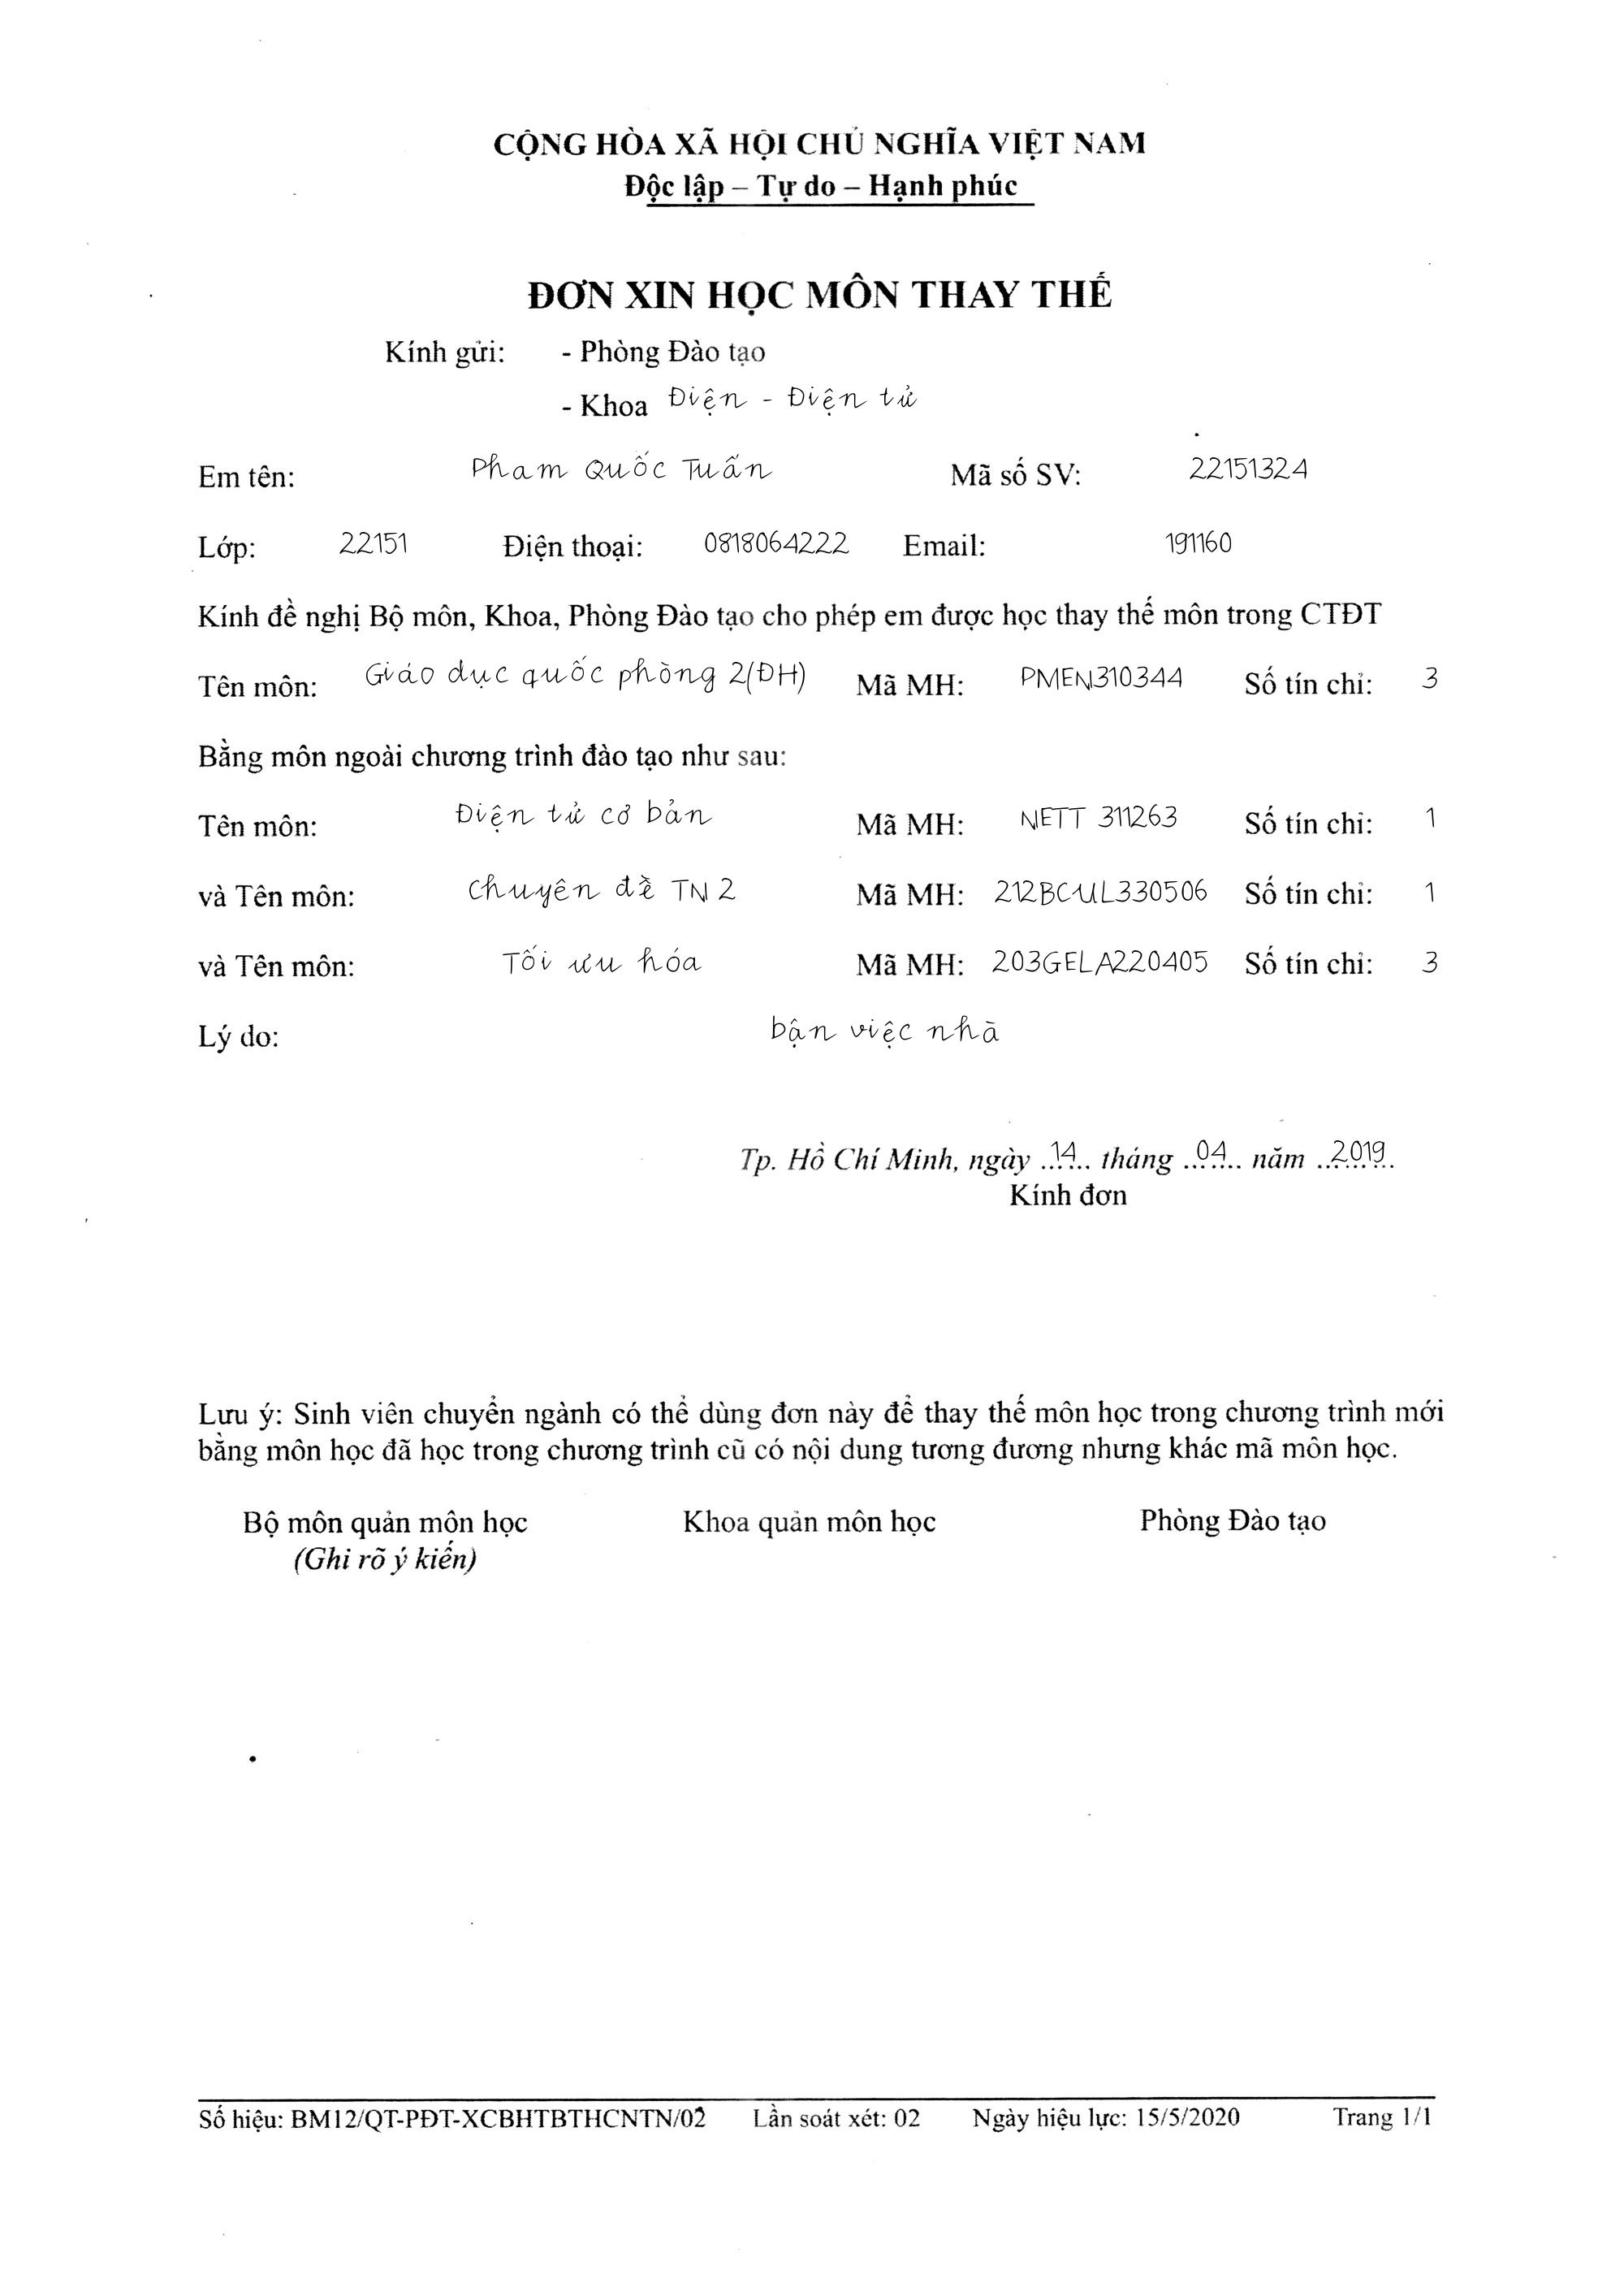 CỘNG HÒA XÃ HỘI CHỦ NGHĨA VIỆT NAM
Độc lập – Tự do – Hạnh phúc
ĐƠN XIN HỌC MÔN THAY THẾ
Kính gửi: - Phòng Đào tạo
- Khoa Điện - Điện tử
Em tên: Pham Quốc Tuấn Mã số SV: 22151324
Lớp: 22151 Điện thoại: 0818064222 Email: 191160
Kính đề nghị Bộ môn, Khoa, Phòng Đào tạo cho phép em được học thay thế môn trong CTĐT
Tên môn: Giáo dục quốc phòng 2(ĐH) Mã MH: PMEN310344 Số tín chỉ: 3
Bằng môn ngoài chương trình đào tạo như sau:
Tên môn: Điện tử cơ bản Mã MH: NETT 311263 Số tín chỉ: 1
và Tên môn: Chuyên đề TN 2 Mã MH: 212BCUL330506 Số tín chỉ: 1
và Tên môn: Tối ưu hóa Mã MH: 203GELA220405 Số tín chỉ: 3
Lý do: bận việc nhà
Tp. Hồ Chí Minh, ngày 14 tháng 04 năm 2019
Kính đơn
Lưu ý: Sinh viên chuyển ngành có thể dùng đơn này để thay thế môn học trong chương trình mới
bằng môn học đã học trong chương trình cũ có nội dung tương đương nhưng khác mã môn học.
Bộ môn quản môn học Khoa quản môn học Phòng Đào tạo
(Ghi rõ ý kiến)
Số hiệu: BM12/QT-PĐT-XCBHTBTHCNTN/02 Lần soát xét: 02 Ngày hiệu lực: 15/5/2020 Trang 1/1